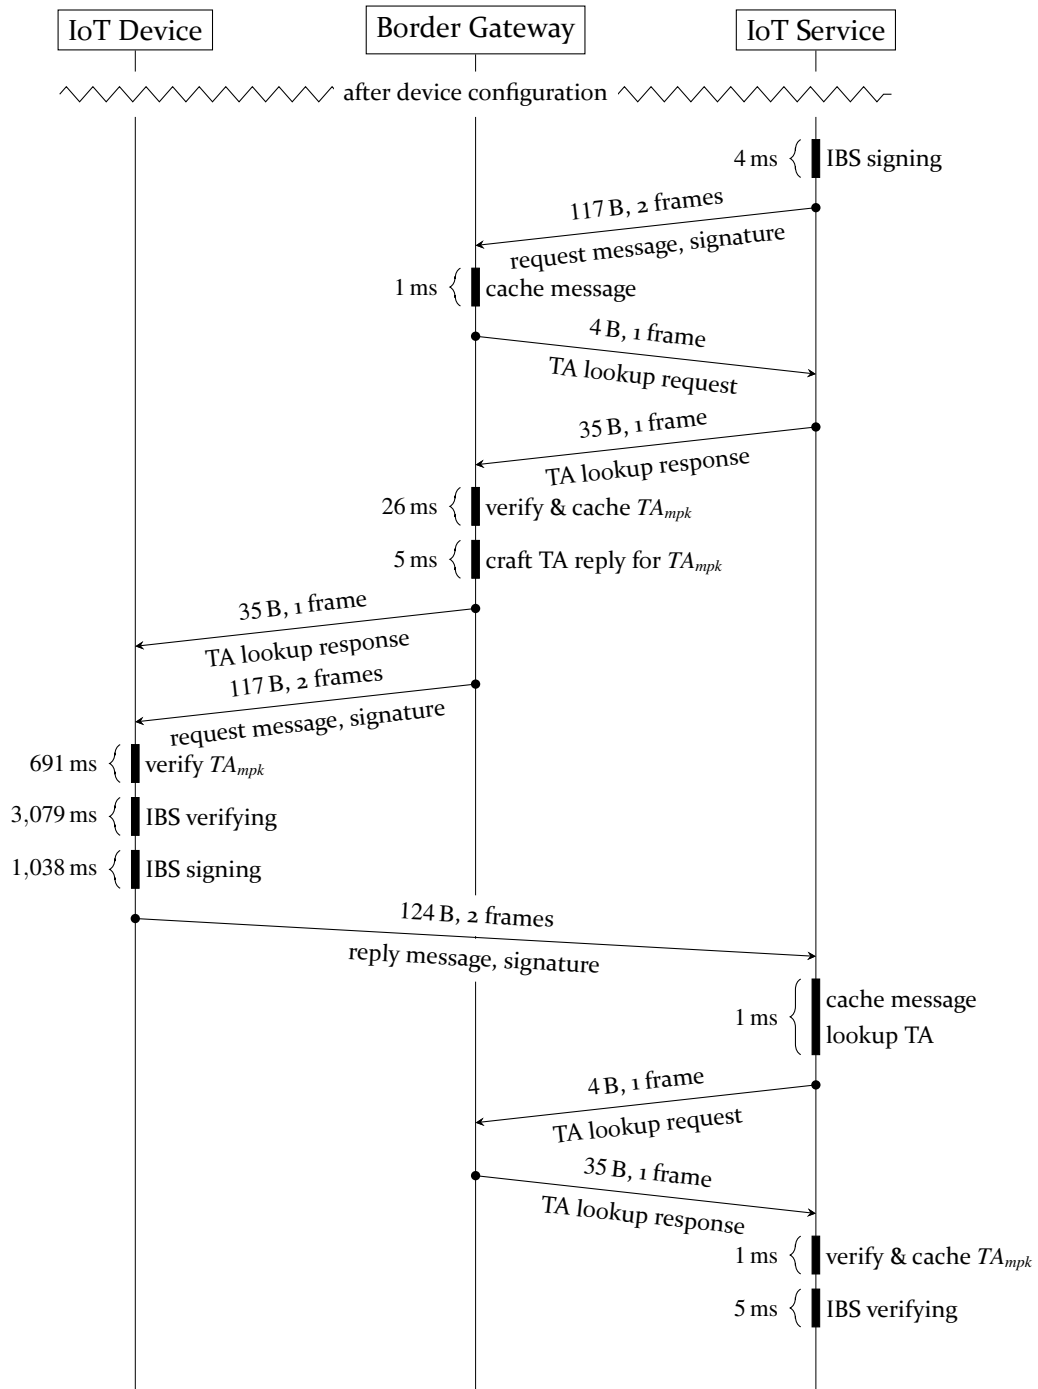 IoT Device
Border Gateway
IoT Service
after device configuration
4 ms
IBS signing
117 B, 2 frames
request message, signature
1 ms
cache message
4 B, 1 frame
TA lookup request
35 B, 1 frame
TA lookup response
26 ms
verify & cache TAmpk
5 ms
craft TA reply for TAmpk
35 B, 1 frame
TA lookup response
117 B, 2 frames
request message, signature
691 ms
verify TAmpk
3,079 ms
IBS verifying
1,038 ms
IBS signing
124 B, 2 frames
reply message, signature
1 ms
cache message
lookup TA
4 B, 1 frame
TA lookup request
35 B, 1 frame
TA lookup response
1 ms
verify & cache TAmpk
5 ms
IBS verifying